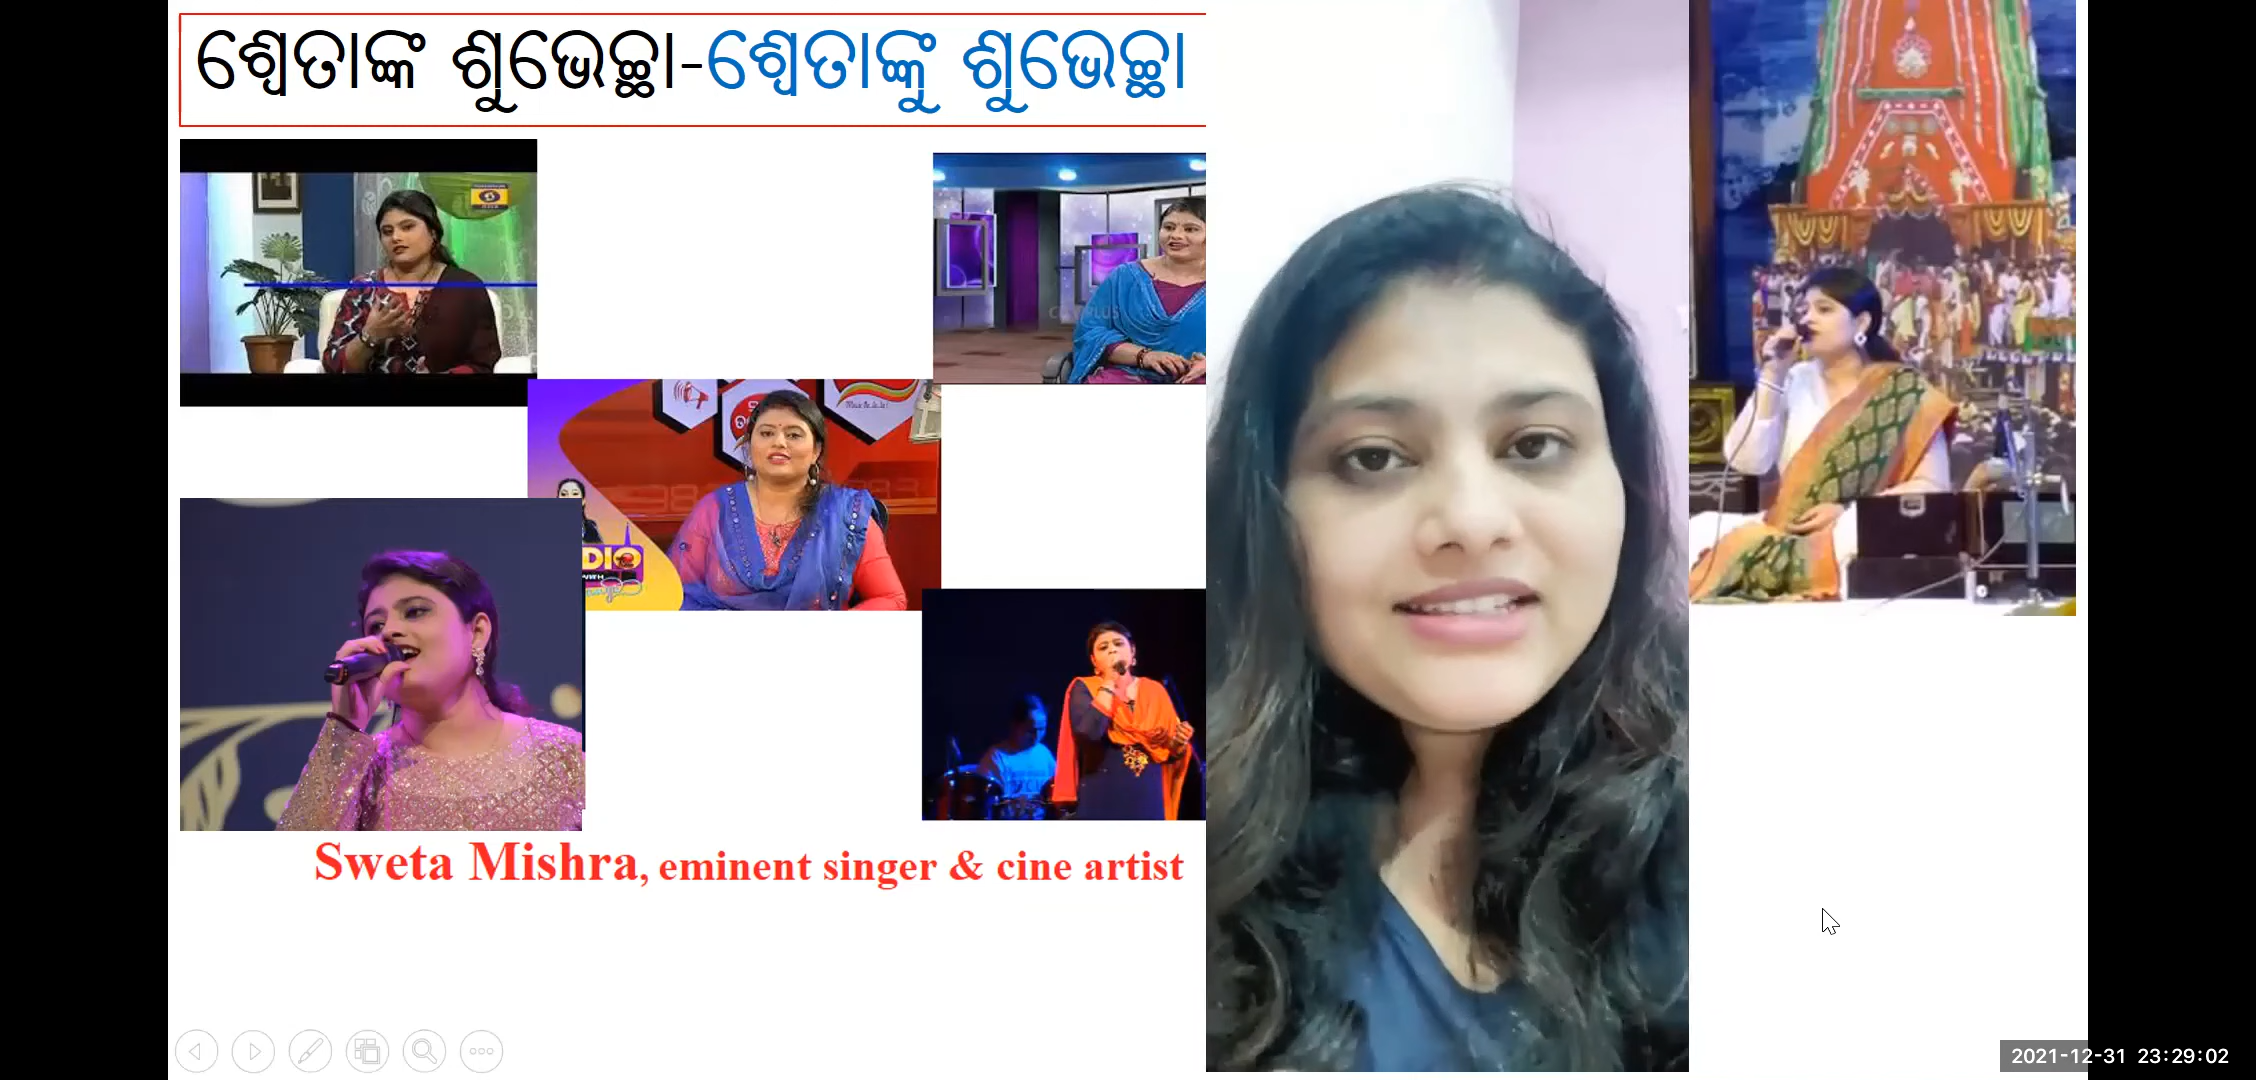 ଶ୍ୱେତାଙ୍କ ଶୁଭେଚ୍ଛା-ଶ୍ୱେତାଙ୍କୁ ଶୁଭେଚ୍ଛା
Sweta Mishra, eminent singer & cine artist
2021-12-31 23:29:02